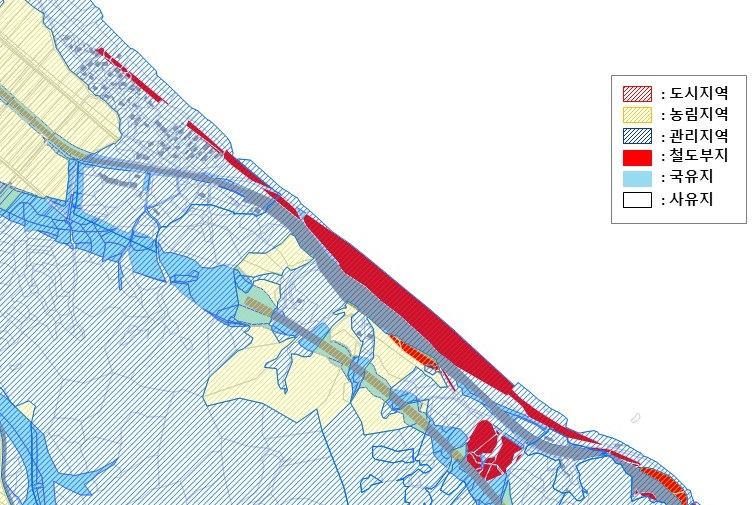 : 도시지역
: 농림지역
: 관리지역
: 철도부지
: 국유지
: 사유지